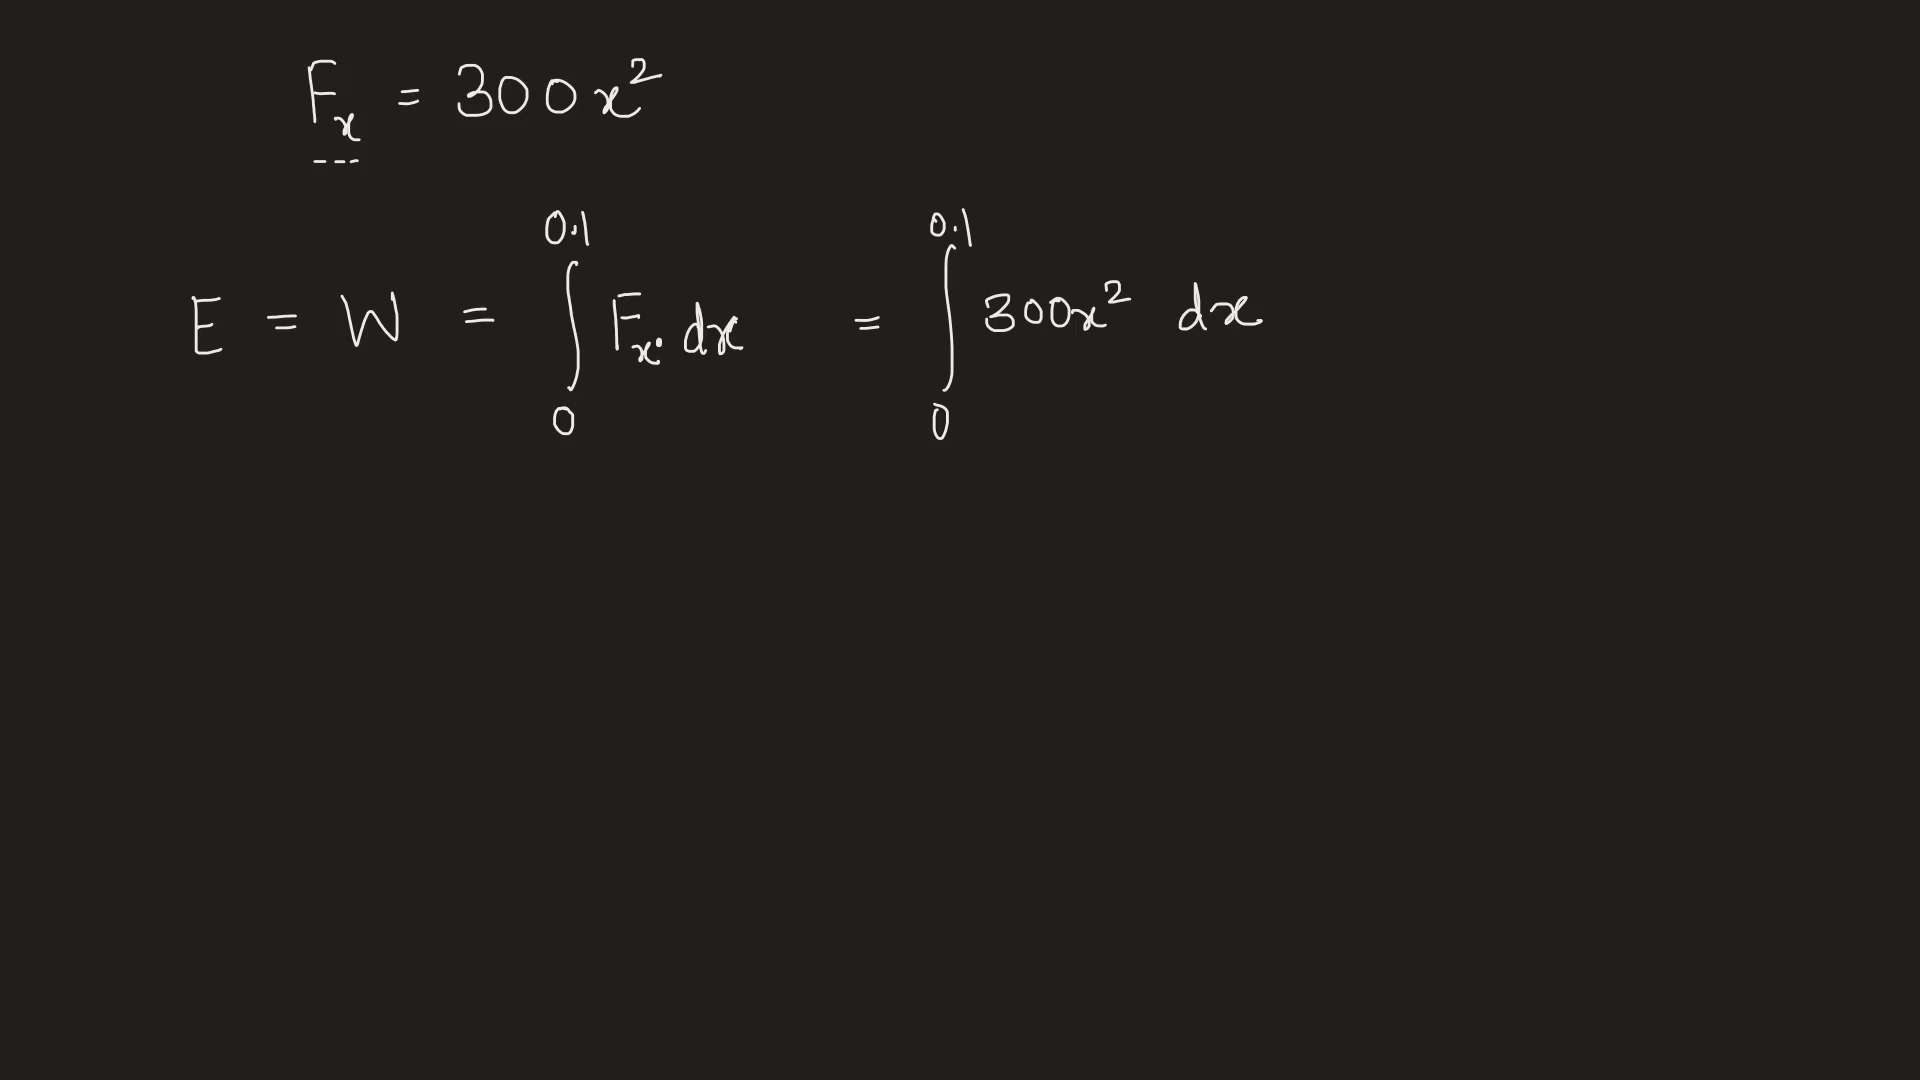 Fₓ = 300x²
E = W = ∫₀^0.1 Fₓ · dx = ∫₀^0.1 300x² dx